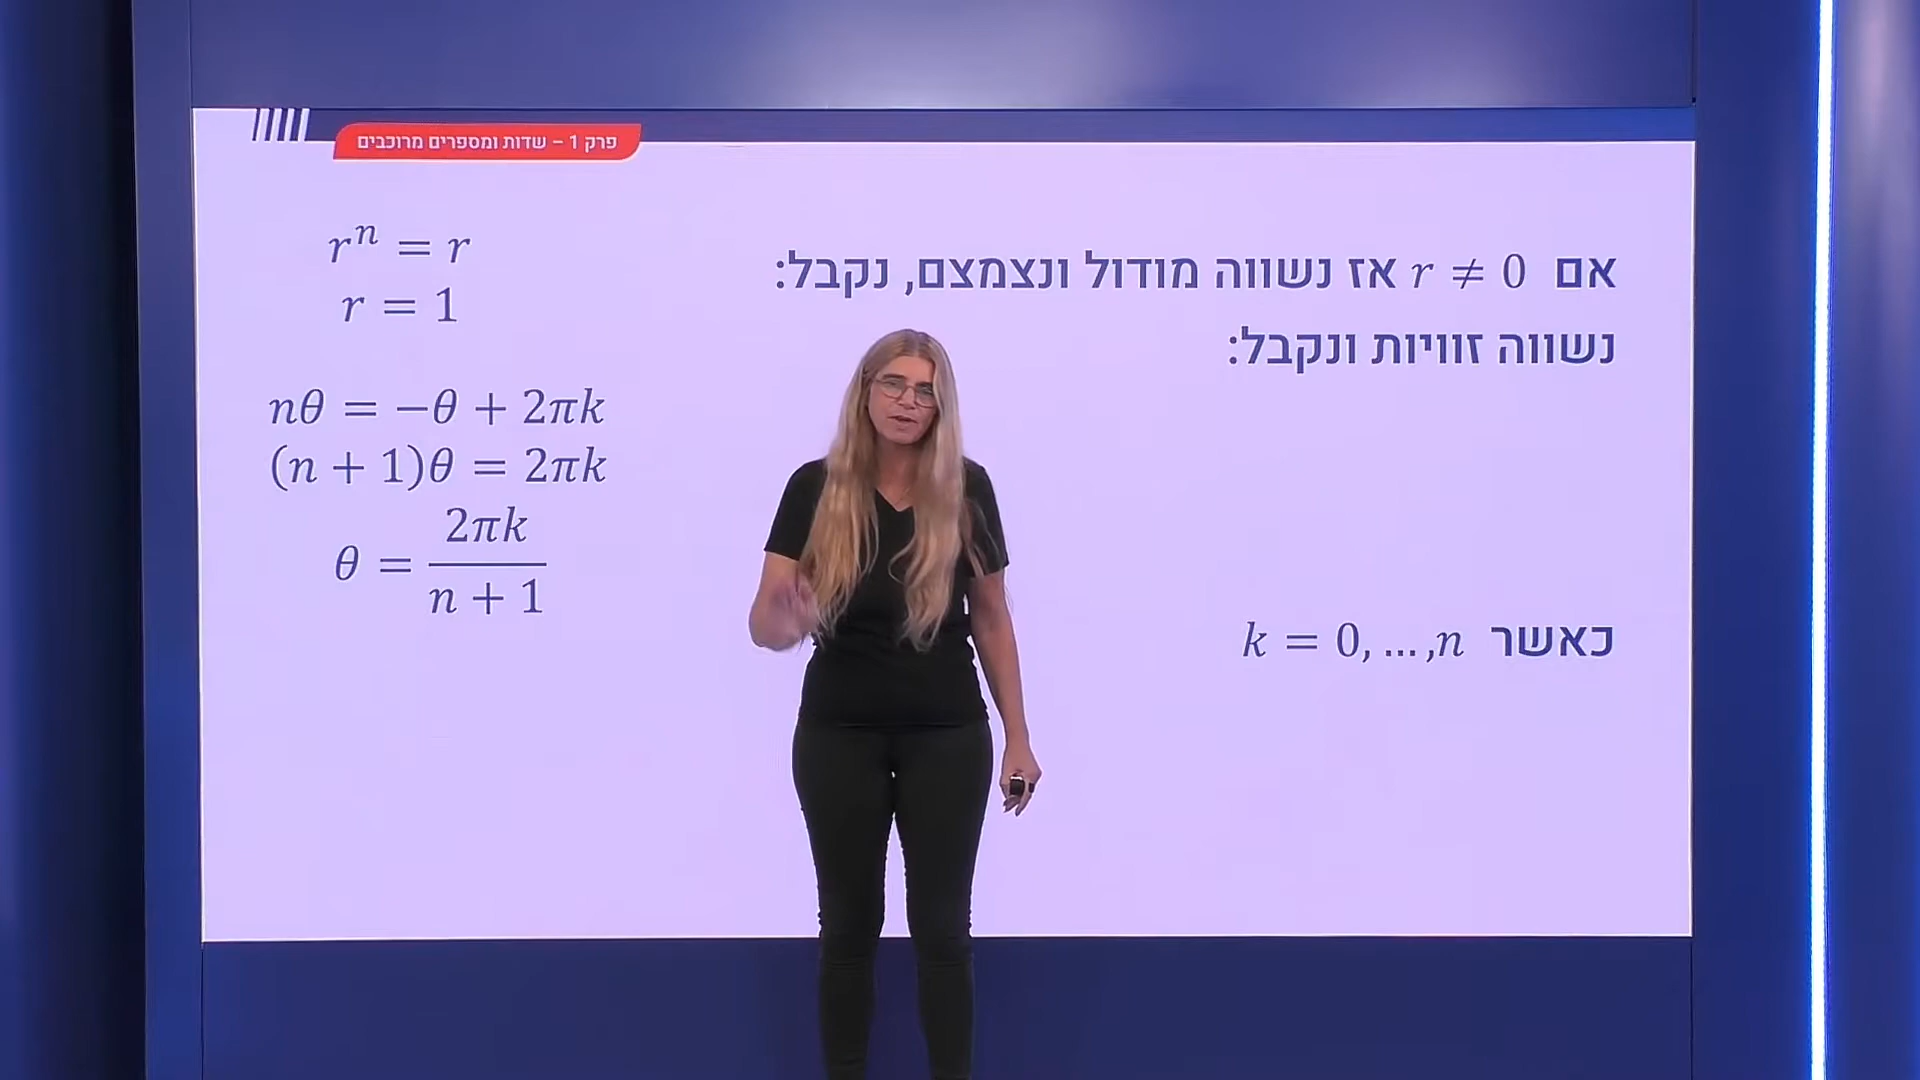 פרק 1 – שדות ומספרים מרוכבים
אם r ≠ 0 אז נשווה מודול ונצמצם, נקבל:
rⁿ = r
r = 1
נשווה זוויות ונקבל:
nθ = −θ + 2πk
(n + 1)θ = 2πk
θ = 2πk / n + 1
כאשר k = 0, … ,n